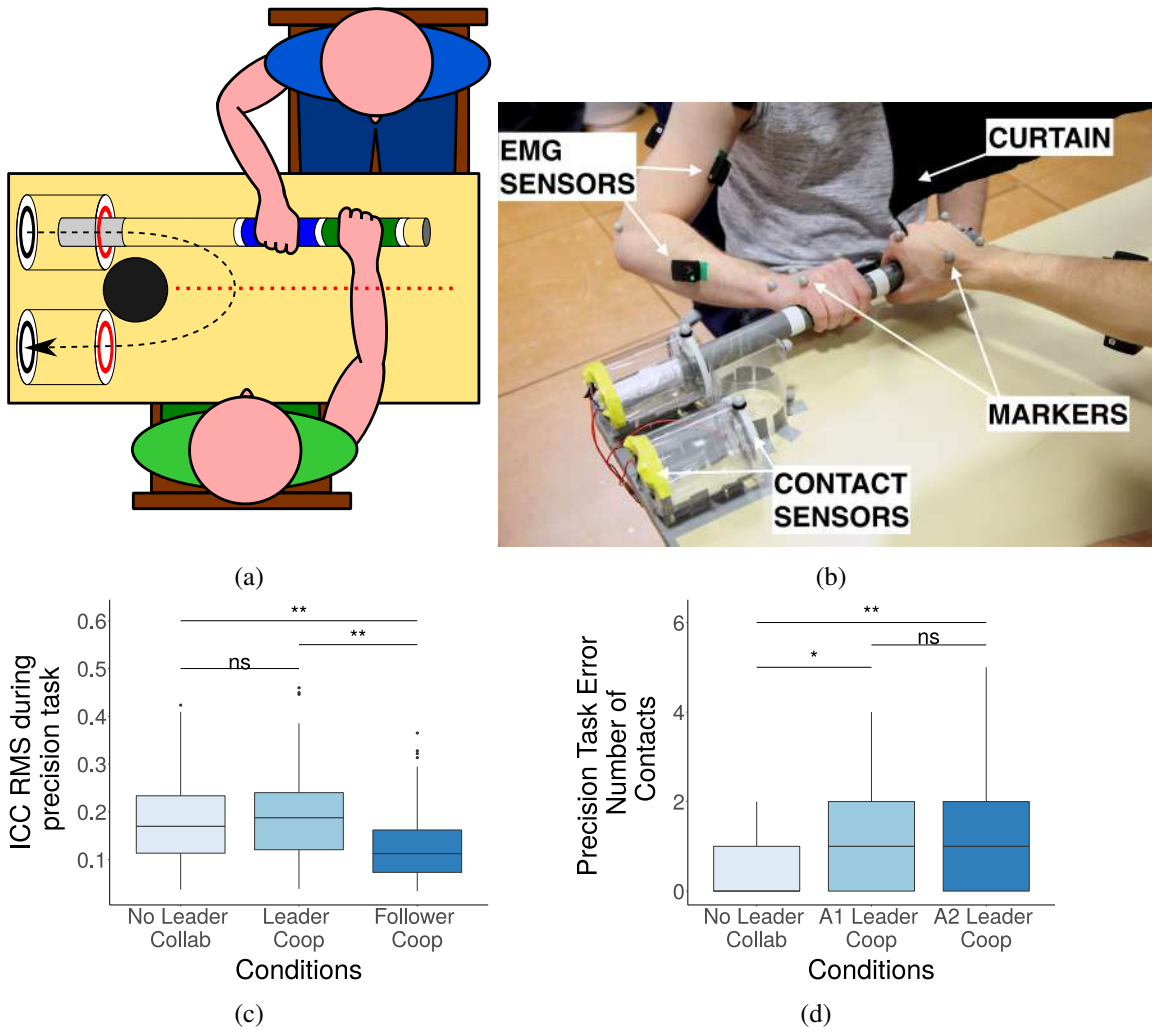 EMG
SENSORS
CURTAIN
MARKERS
CONTACT
SENSORS
(a)
(b)
ICC RMS during
precision task
0.6
0.5
0.4
0.3
0.2
0.1
**
**
ns
No Leader
Collab
Leader
Coop
Follower
Coop
Conditions
(c)
Precision Task Error
Number of
Contacts
6
4
2
0
**
ns
*
No Leader
Collab
A1 Leader
Coop
A2 Leader
Coop
Conditions
(d)